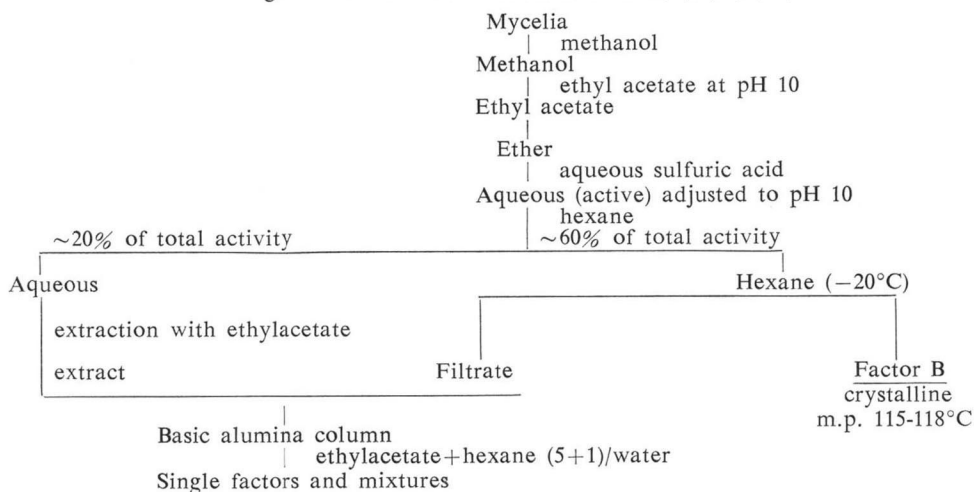 Mycelia
methanol
Methanol
ethyl acetate at pH 10
Ethyl acetate
Ether
aqueous sulfuric acid
Aqueous (active) adjusted to pH 10
hexane
~20% of total activity
~60% of total activity
Aqueous
Hexane (−20°C)
extraction with ethylacetate
extract
Filtrate
Factor B
crystalline
m.p. 115-118°C
Basic alumina column
ethylacetate+hexane (5+1)/water
Single factors and mixtures